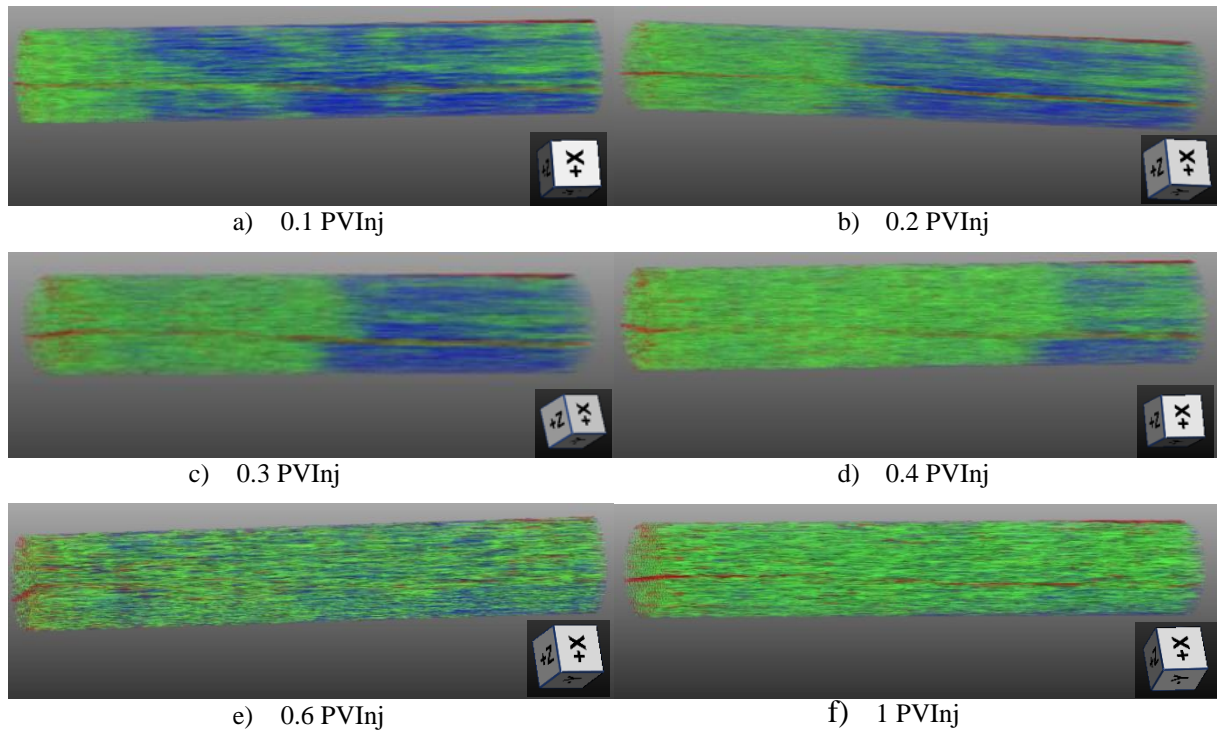 +Z +X -Y
+Z +X -Y
a) 0.1 PVInj
b) 0.2 PVInj
+Z +X -Y
+Z +X -Y
c) 0.3 PVInj
d) 0.4 PVInj
+Z +X -Y
+Z +X -Y
e) 0.6 PVInj
f) 1 PVInj